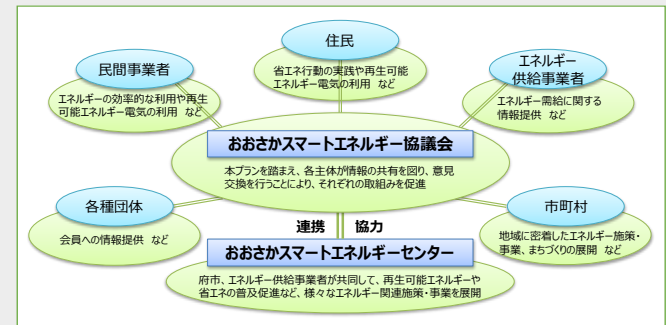 住民
省エネ行動の実践や再生可能
エネルギー電気の利用 など
民間事業者
エネルギーの効率的な利用や再生
可能エネルギー電気の利用 など
エネルギー
供給事業者
エネルギー需給に関する
情報提供 など
おおさかスマートエネルギー協議会
本プランを踏まえ、各主体が情報の共有を図り、意見
交換を行うことにより、それぞれの取組みを促進
各種団体
会員への情報提供 など
市町村
地域に密着したエネルギー施策・
事業、まちづくりの展開 など
連携 協力
おおさかスマートエネルギーセンター
府市、エネルギー供給事業者が共同して、再生可能エネルギーや
省エネの普及促進など、様々なエネルギー関連施策・事業を展開